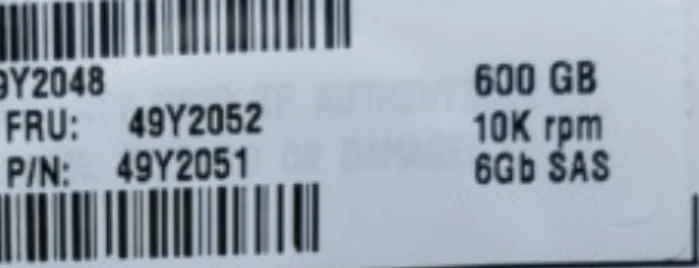 9Y2048
FRU: 49Y2052
P/N: 49Y2051
600 GB
10K rpm
6Gb SAS